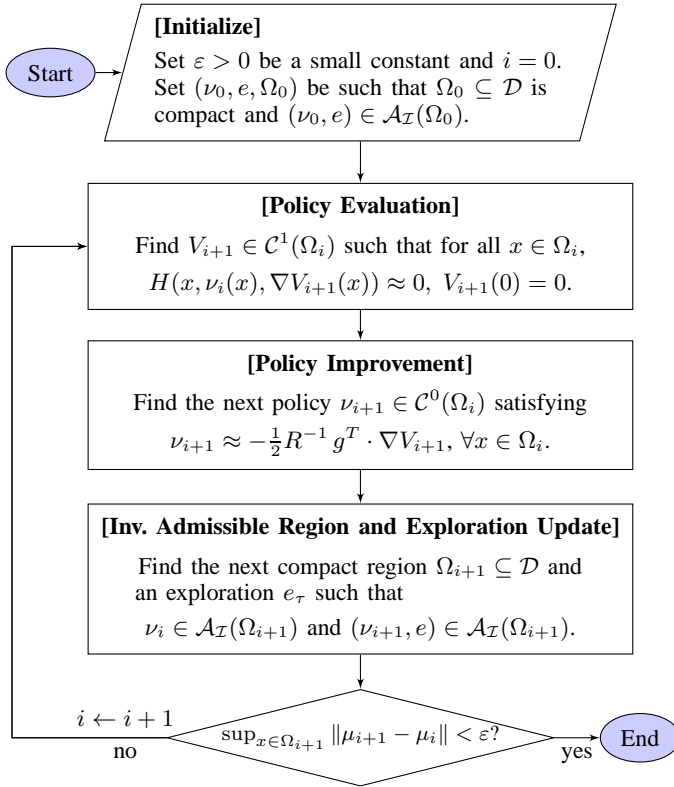 [Initialize]
Start
Set ε > 0 be a small constant and i = 0.
Set (ν₀, e, Ω₀) be such that Ω₀ ⊆ 𝒟 is
compact and (ν₀, e) ∈ 𝒜_ℐ(Ω₀).
[Policy Evaluation]
Find V_{i+1} ∈ 𝒞¹(Ω_i) such that for all x ∈ Ω_i,
H(x, ν_i(x), ∇V_{i+1}(x)) ≈ 0, V_{i+1}(0) = 0.
[Policy Improvement]
Find the next policy ν_{i+1} ∈ 𝒞⁰(Ω_i) satisfying
ν_{i+1} ≈ −½R⁻¹ g^T · ∇V_{i+1}, ∀x ∈ Ω_i.
[Inv. Admissible Region and Exploration Update]
Find the next compact region Ω_{i+1} ⊆ 𝒟 and
an exploration e_τ such that
ν_i ∈ 𝒜_ℐ(Ω_{i+1}) and (ν_{i+1}, e) ∈ 𝒜_ℐ(Ω_{i+1}).
i ← i + 1
no
sup_{x∈Ω_{i+1}} ‖μ_{i+1} − μ_i‖ < ε?
yes
End